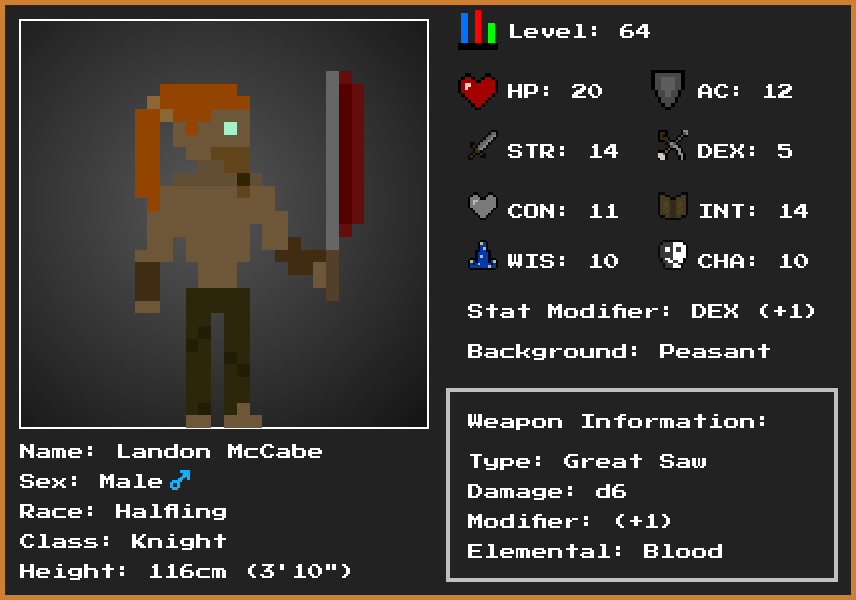 Level: 64
HP: 20
AC: 12
STR: 14
DEX: 5
CON: 11
INT: 14
WIS: 10
CHA: 10
Stat Modifier: DEX (+1)
Background: Peasant
Weapon Information:
Type: Great Saw
Damage: d6
Modifier: (+1)
Elemental: Blood
Name: Landon McCabe
Sex: Male ♂
Race: Halfling
Class: Knight
Height: 116cm (3'10")